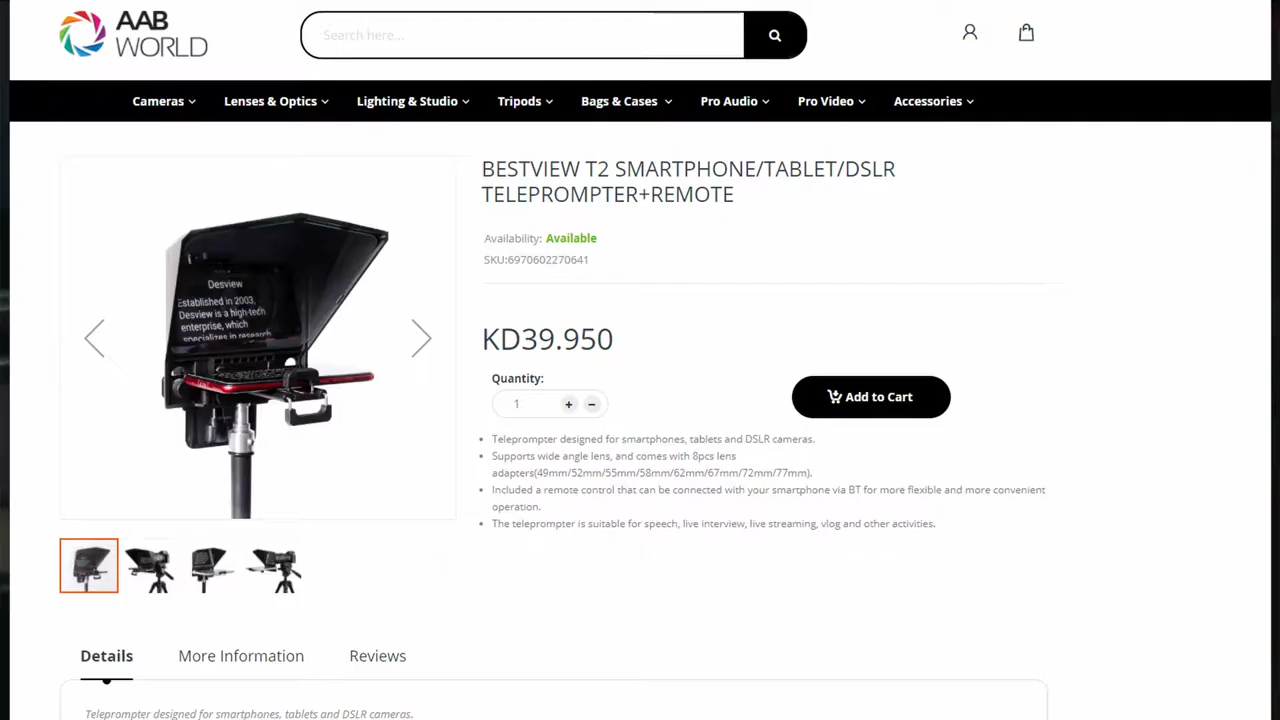 AAB
WORLD
Search here...
Cameras
Lenses & Optics
Lighting & Studio
Tripods
Bags & Cases
Pro Audio
Pro Video
Accessories
BESTVIEW T2 SMARTPHONE/TABLET/DSLR
TELEPROMPTER+REMOTE
Availability: Available
SKU:6970602270641
Desview
Established in 2003,
Desview is a high-tech
enterprise, which
specializes in research
KD39.950
Quantity:
1 + −
Add to Cart
• Teleprompter designed for smartphones, tablets and DSLR cameras.
• Supports wide angle lens, and comes with 8pcs lens
adapters(49mm/52mm/55mm/58mm/62mm/67mm/72mm/77mm).
• Included a remote control that can be connected with your smartphone via BT for more flexible and more convenient
operation.
• The teleprompter is suitable for speech, live interview, live streaming, vlog and other activities.
Details
More Information
Reviews
Teleprompter designed for smartphones, tablets and DSLR cameras.